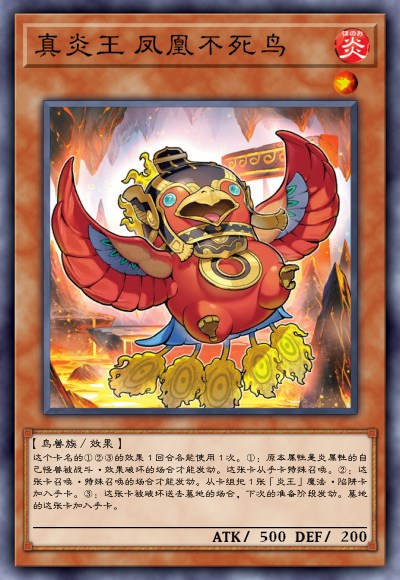 真炎王 凤凰不死鸟
ほのお
炎
【鸟兽族/效果】
这个卡名的①②③的效果1回合各能使用1次。①：原本属性是炎属性的
自己怪兽被战斗·效果破坏的场合才能发动。这张卡从手卡特殊召唤。②：这
张卡召唤·特殊召唤的场合才能发动。从卡组把1张「炎王」魔法·陷阱卡
加入手卡。③：这张卡被破坏送去墓地的场合，下次的准备阶段发动。墓地
的这张卡加入手卡。
ATK/ 500 DEF/ 200